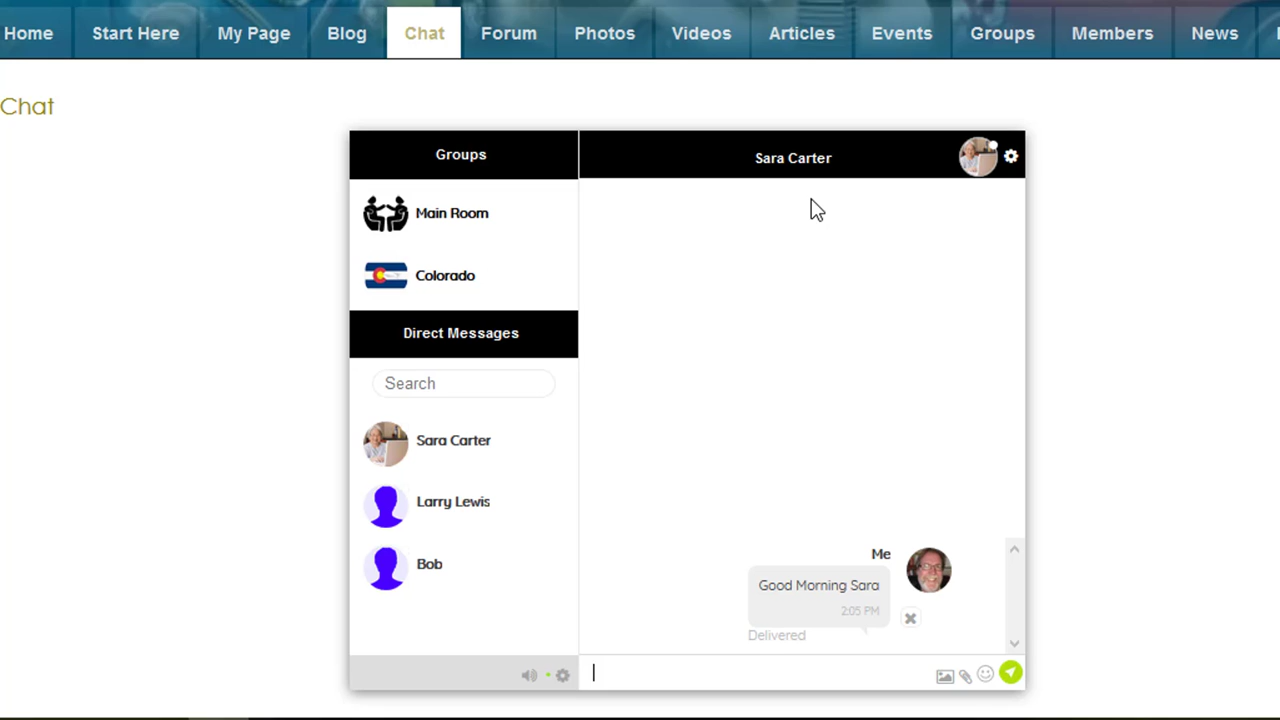 Home Start Here My Page Blog Chat Forum Photos Videos Articles Events Groups Members News
Chat
Groups
Main Room
Colorado
Direct Messages
Search
Sara Carter
Larry Lewis
Bob
Sara Carter
Me
Good Morning Sara
2:05 PM
Delivered